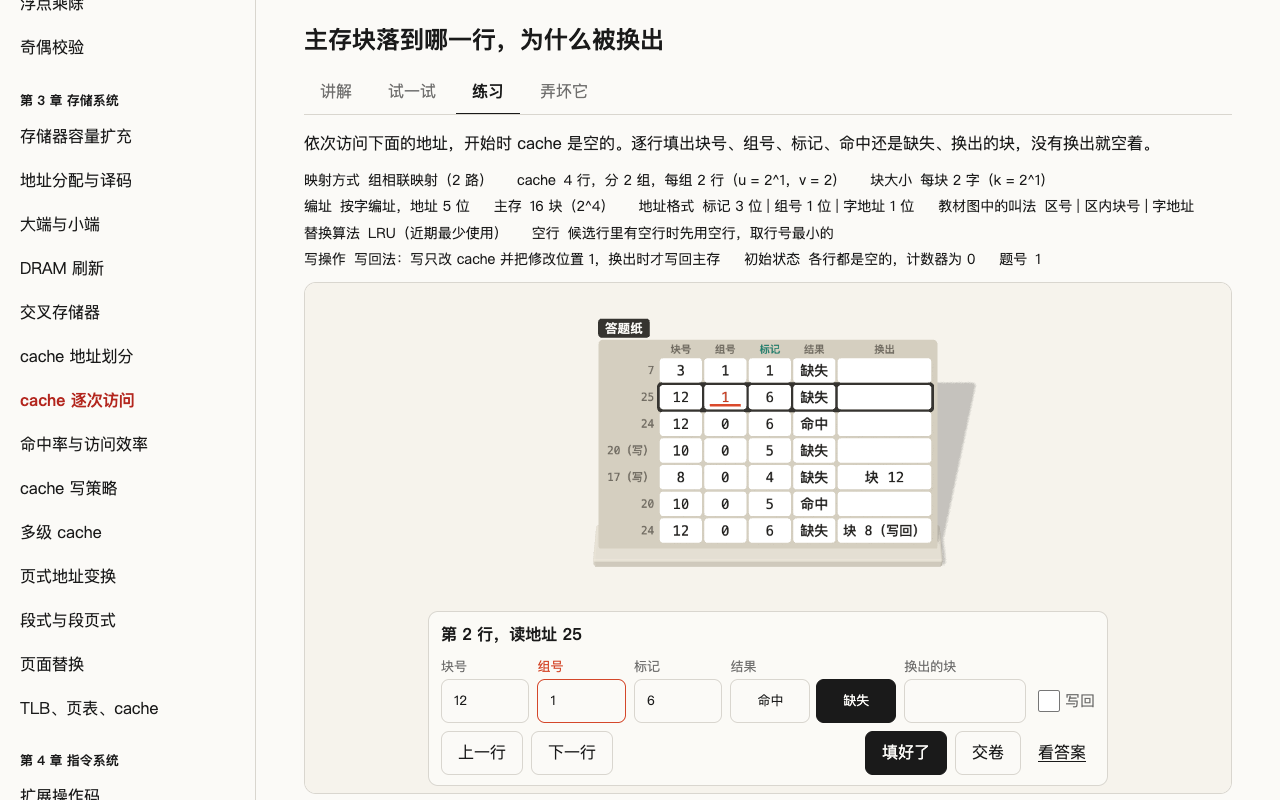 浮点乘除
奇偶校验
第 3 章 存储系统
存储器容量扩充
地址分配与译码
大端与小端
DRAM 刷新
交叉存储器
cache 地址划分
cache 逐次访问
命中率与访问效率
cache 写策略
多级 cache
页式地址变换
段式与段页式
页面替换
TLB、页表、cache
第 4 章 指令系统
扩展操作码
主存块落到哪一行，为什么被换出
讲解 试一试 练习 弄坏它
依次访问下面的地址，开始时 cache 是空的。逐行填出块号、组号、标记、命中还是缺失、换出的块，没有换出就空着。
映射方式 组相联映射（2 路） cache 4 行，分 2 组，每组 2 行（u = 2^1，v = 2） 块大小 每块 2 字（k = 2^1）
编址 按字编址，地址 5 位 主存 16 块（2^4） 地址格式 标记 3 位 | 组号 1 位 | 字地址 1 位 教材图中的叫法 区号 | 区内块号 | 字地址
替换算法 LRU（近期最少使用） 空行 候选行里有空行时先用空行，取行号最小的
写操作 写回法：写只改 cache 并把修改位置 1，换出时才写回主存 初始状态 各行都是空的，计数器为 0 题号 1
答题纸
块号 组号 标记 结果 换出
7 3 1 1 缺失
25 12 1 6 缺失
24 12 0 6 命中
20（写） 10 0 5 缺失
17（写） 8 0 4 缺失 块 12
20 10 0 5 命中
24 12 0 6 缺失 块 8（写回）
第 2 行，读地址 25
块号 组号 标记 结果 换出的块
12 1 6 命中 缺失 写回
上一行 下一行 填好了 交卷 看答案